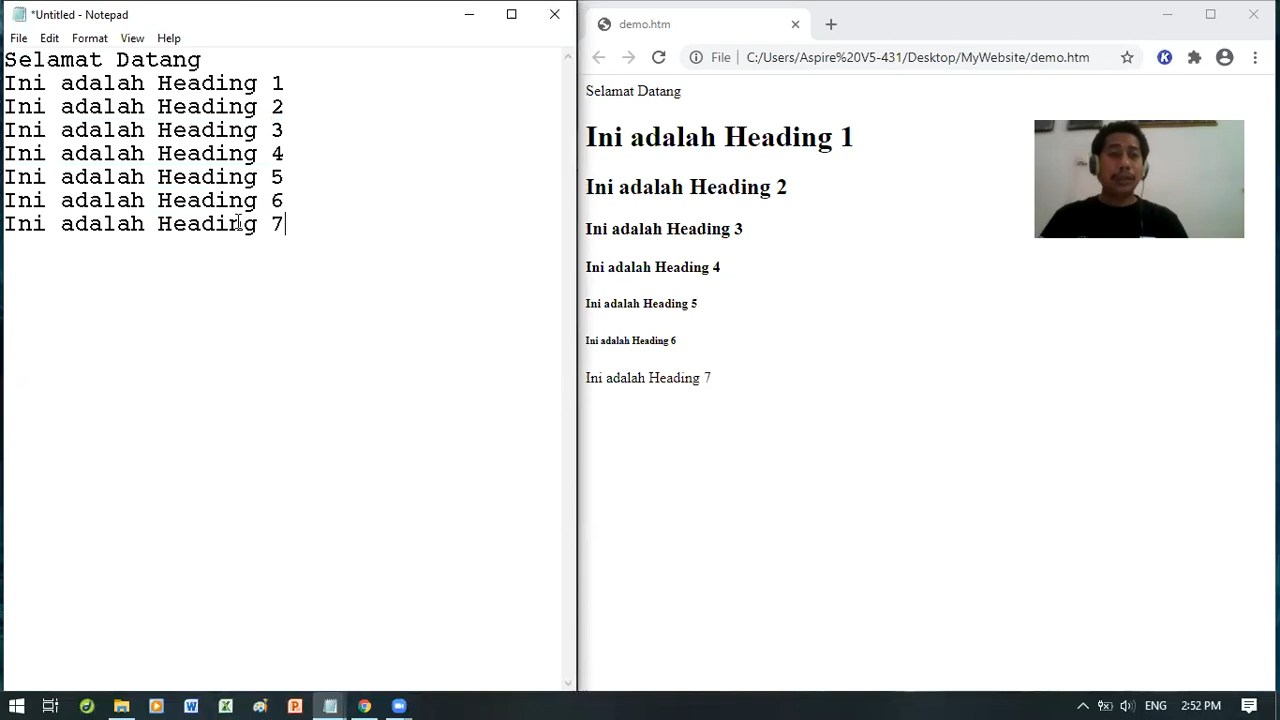 *Untitled - Notepad
File Edit Format View Help
Selamat Datang
Ini adalah Heading 1
Ini adalah Heading 2
Ini adalah Heading 3
Ini adalah Heading 4
Ini adalah Heading 5
Ini adalah Heading 6
Ini adalah Heading 7
demo.htm
File C:/Users/Aspire%20V5-431/Desktop/MyWebsite/demo.htm
Selamat Datang
Ini adalah Heading 1
Ini adalah Heading 2
Ini adalah Heading 3
Ini adalah Heading 4
Ini adalah Heading 5
Ini adalah Heading 6
Ini adalah Heading 7
ENG 2:52 PM